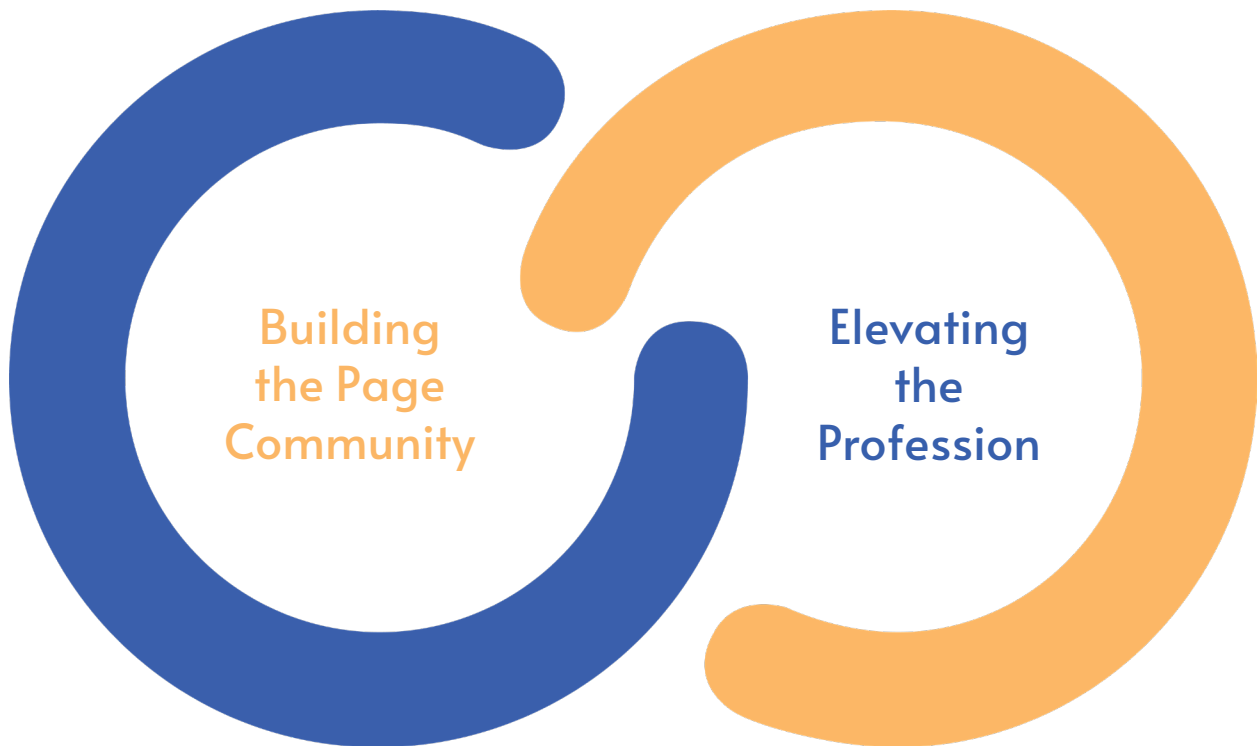 Building
the Page
Community
Elevating
the
Profession